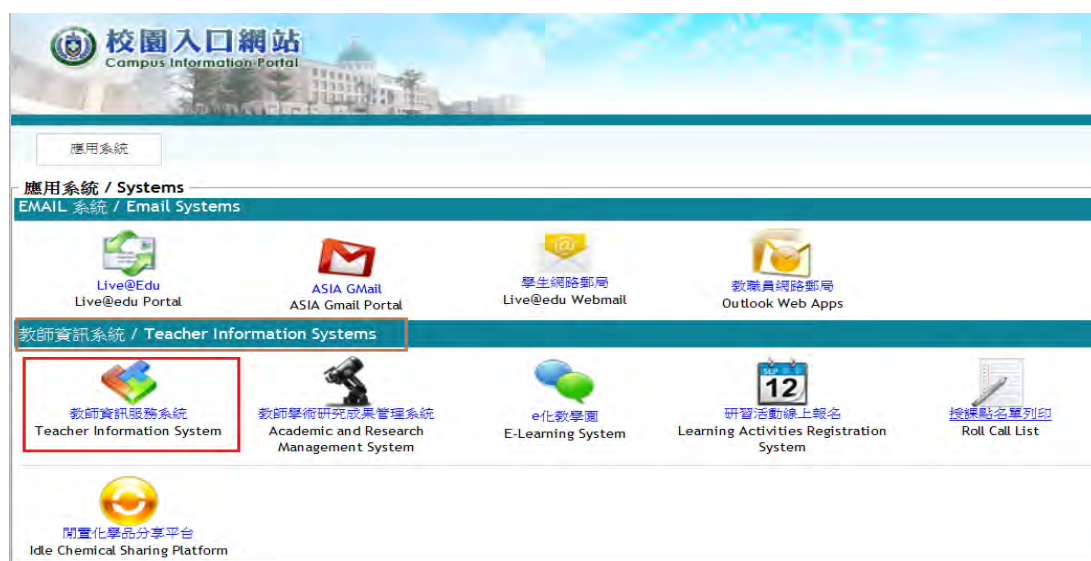 校園入口網站
Campus Information Portal
應用系統
應用系統 / Systems
EMAIL 系統 / Email Systems
Live@Edu
Live@edu Portal
ASIA GMail
ASIA Gmail Portal
學生網路郵局
Live@edu Webmail
教職員網路郵局
Outlook Web Apps
教師資訊系統 / Teacher Information Systems
教師資訊服務系統
Teacher Information System
教師學術研究成果管理系統
Academic and Research
Management System
e化教學園
E-Learning System
SEP
12
研習活動線上報名
Learning Activities Registration
System
授課點名單列印
Roll Call List
閒置化學品分享平台
Idle Chemical Sharing Platform